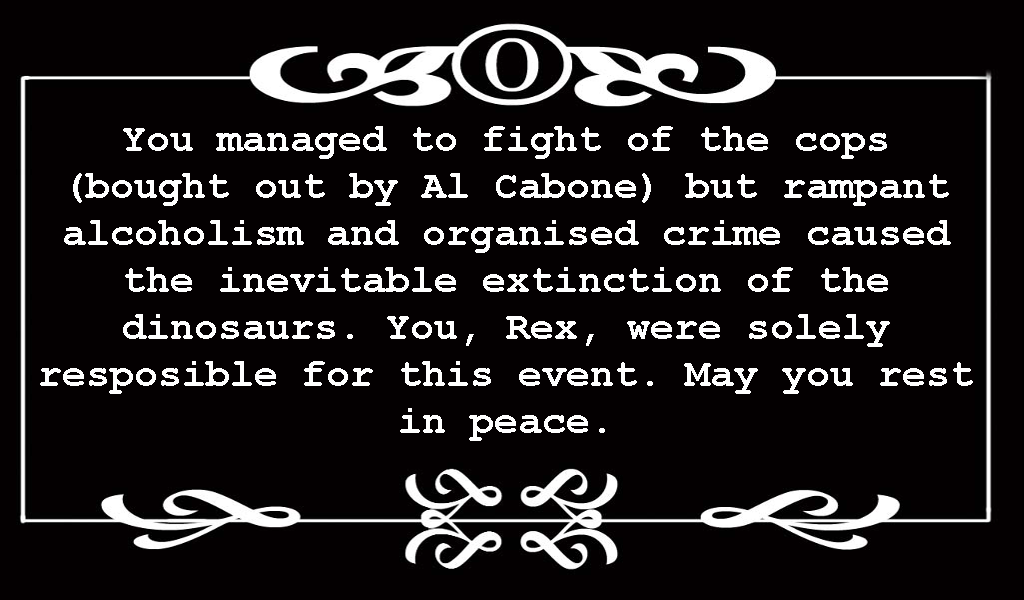 O
You managed to fight of the cops
(bought out by Al Cabone) but rampant
alcoholism and organised crime caused
the inevitable extinction of the
dinosaurs. You, Rex, were solely
resposible for this event. May you rest
in peace.